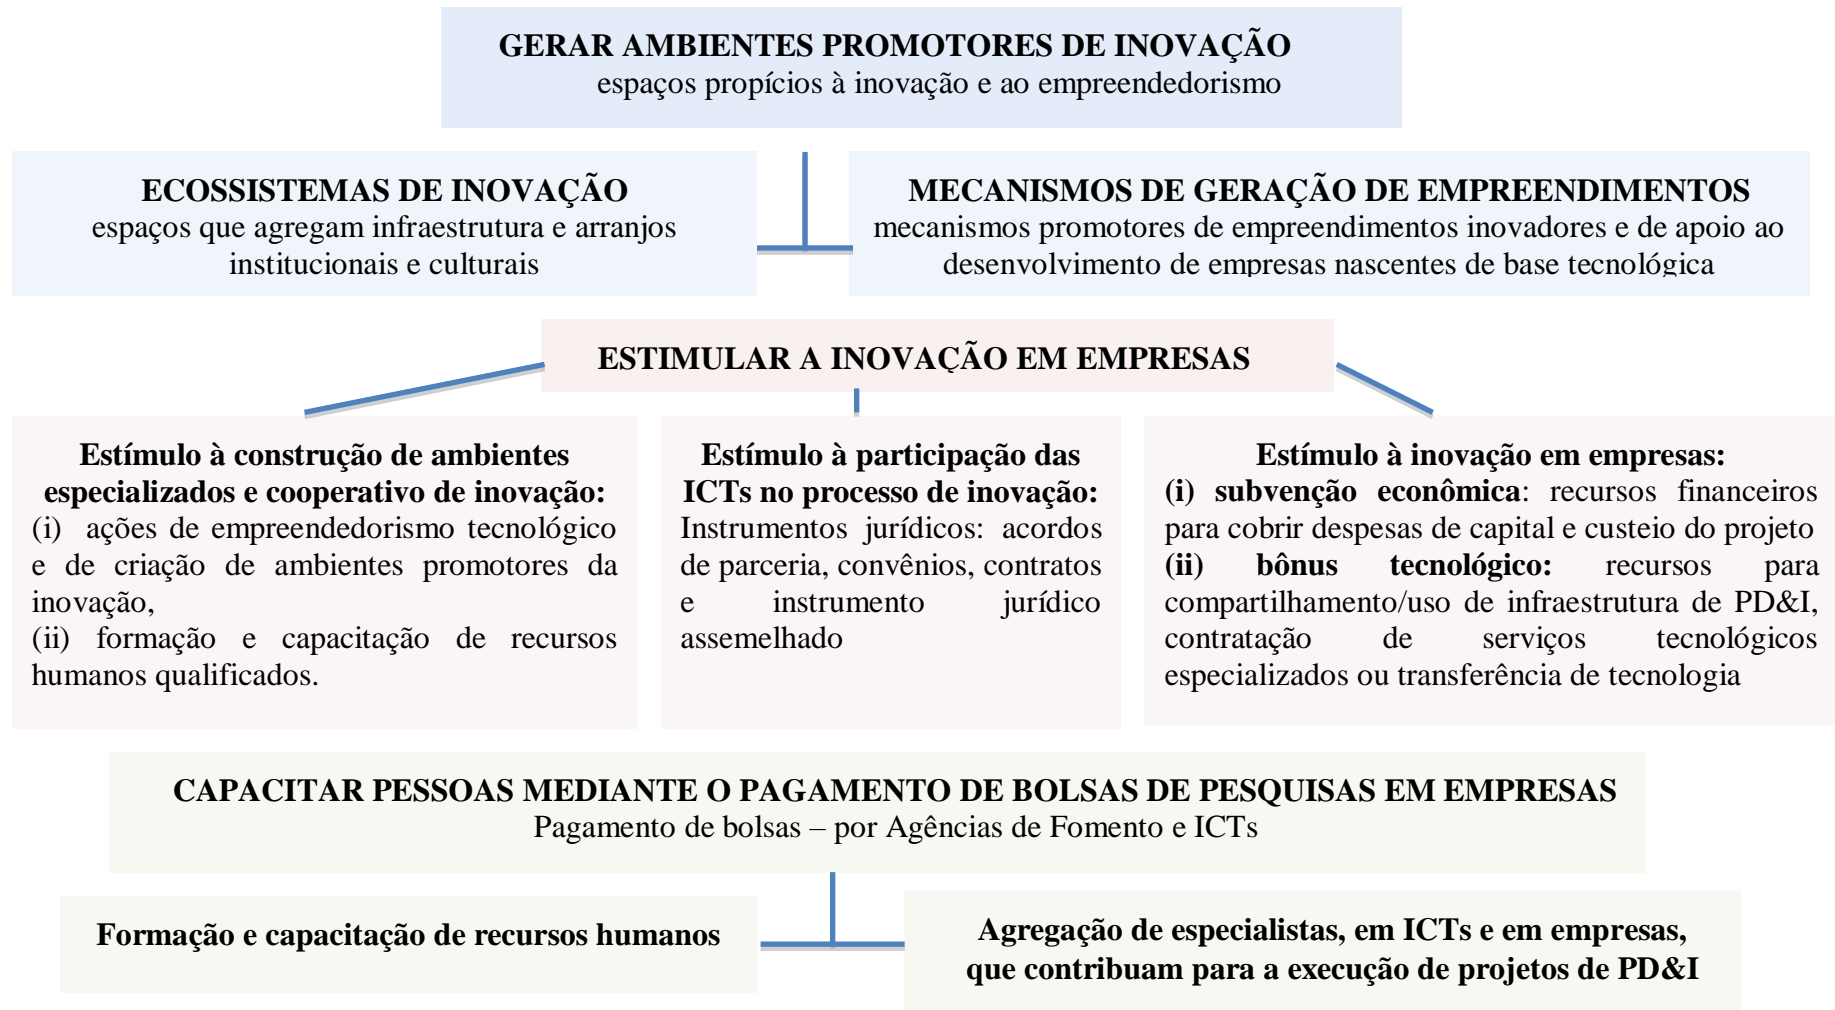 GERAR AMBIENTES PROMOTORES DE INOVAÇÃO
espaços propícios à inovação e ao empreendedorismo
ECOSSISTEMAS DE INOVAÇÃO
espaços que agregam infraestrutura e arranjos
institucionais e culturais
MECANISMOS DE GERAÇÃO DE EMPREENDIMENTOS
mecanismos promotores de empreendimentos inovadores e de apoio ao
desenvolvimento de empresas nascentes de base tecnológica
ESTIMULAR A INOVAÇÃO EM EMPRESAS
Estímulo à construção de ambientes
especializados e cooperativo de inovação:
(i) ações de empreendedorismo tecnológico
e de criação de ambientes promotores da
inovação,
(ii) formação e capacitação de recursos
humanos qualificados.
Estímulo à participação das
ICTs no processo de inovação:
Instrumentos jurídicos: acordos
de parceria, convênios, contratos
e instrumento jurídico
assemelhado
Estímulo à inovação em empresas:
(i) subvenção econômica: recursos financeiros
para cobrir despesas de capital e custeio do projeto
(ii) bônus tecnológico: recursos para
compartilhamento/uso de infraestrutura de PD&I,
contratação de serviços tecnológicos
especializados ou transferência de tecnologia
CAPACITAR PESSOAS MEDIANTE O PAGAMENTO DE BOLSAS DE PESQUISAS EM EMPRESAS
Pagamento de bolsas – por Agências de Fomento e ICTs
Formação e capacitação de recursos humanos
Agregação de especialistas, em ICTs e em empresas,
que contribuam para a execução de projetos de PD&I